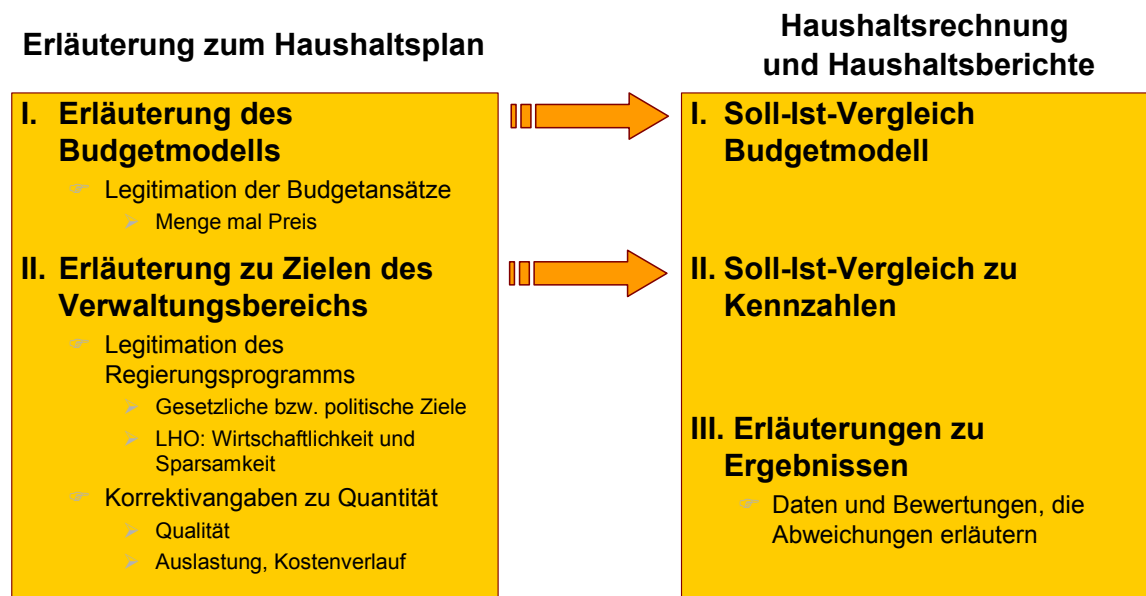 Erläuterung zum Haushaltsplan
I. Erläuterung des
Budgetmodells
Legitimation der Budgetansätze
Menge mal Preis
II. Erläuterung zu Zielen des
Verwaltungsbereichs
Legitimation des
Regierungsprogramms
Gesetzliche bzw. politische Ziele
LHO: Wirtschaftlichkeit und
Sparsamkeit
Korrektivangaben zu Quantität
Qualität
Auslastung, Kostenverlauf
Haushaltsrechnung
und Haushaltsberichte
I. Soll-Ist-Vergleich
Budgetmodell
II. Soll-Ist-Vergleich zu
Kennzahlen
III. Erläuterungen zu
Ergebnissen
Daten und Bewertungen, die
Abweichungen erläutern